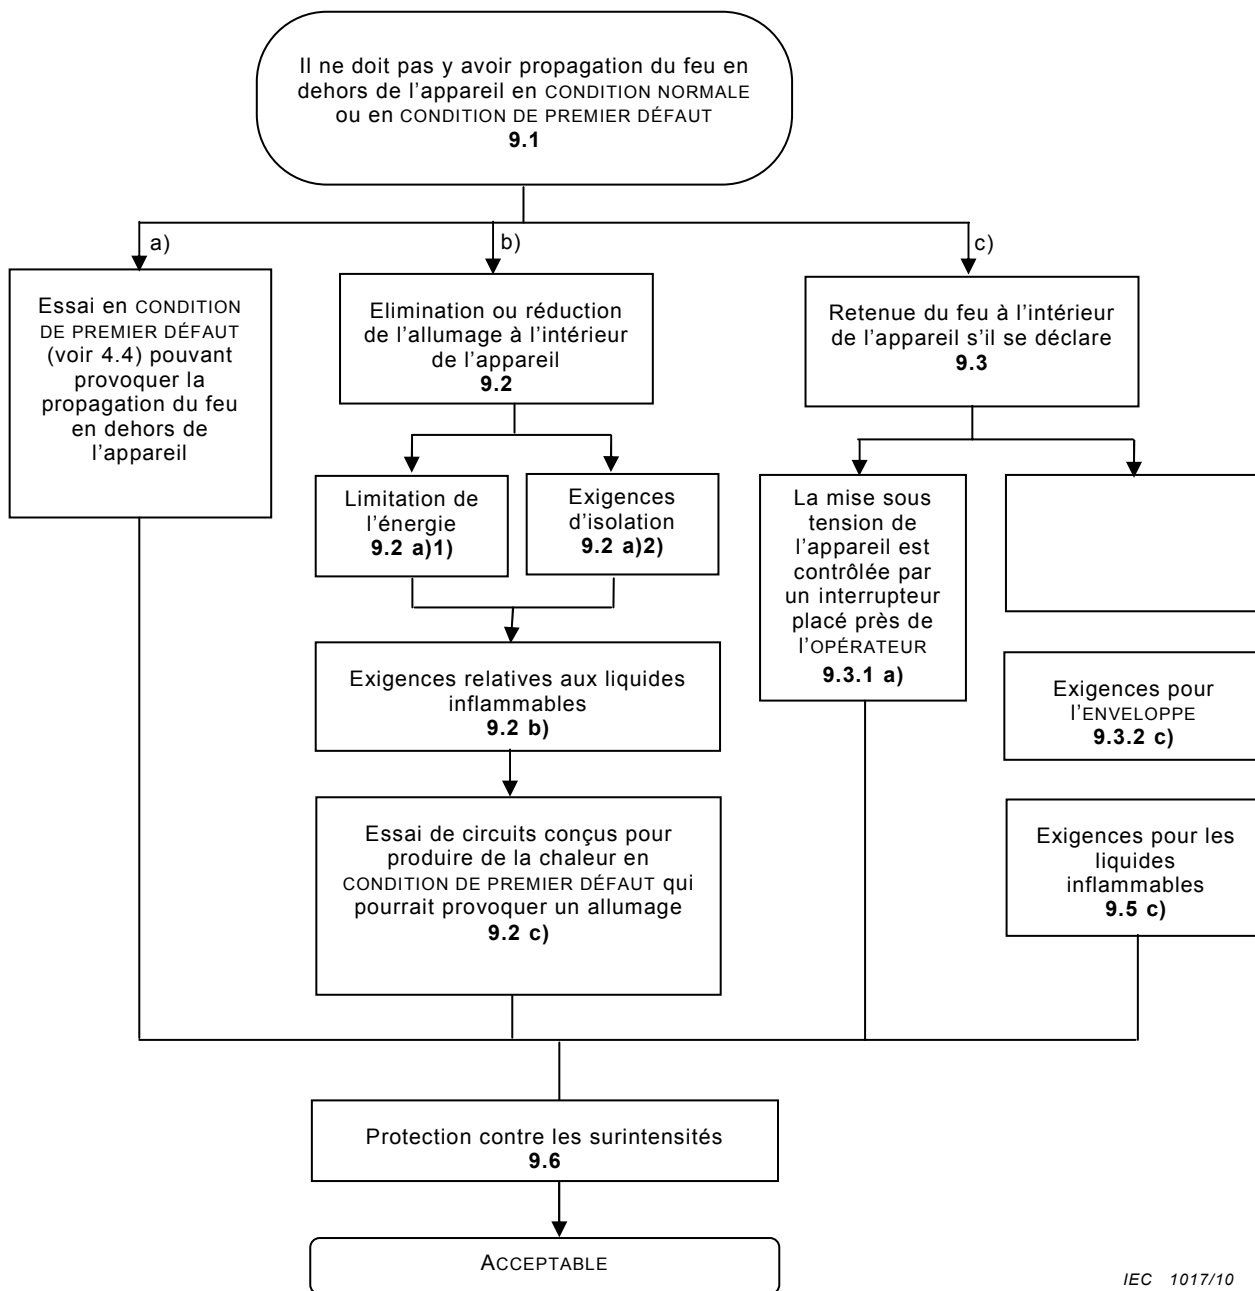 Il ne doit pas y avoir propagation du feu en
dehors de l'appareil en CONDITION NORMALE
ou en CONDITION DE PREMIER DÉFAUT
9.1
a)
b)
c)
Essai en CONDITION
DE PREMIER DÉFAUT
(voir 4.4) pouvant
provoquer la
propagation du feu
en dehors de
l'appareil
Elimination ou réduction
de l'allumage à l'intérieur
de l'appareil
9.2
Retenue du feu à l'intérieur
de l'appareil s'il se déclare
9.3
Limitation de
l'énergie
9.2 a)1)
Exigences
d'isolation
9.2 a)2)
La mise sous
tension de
l'appareil est
contrôlée par
un interrupteur
placé près de
l'OPÉRATEUR
9.3.1 a)
Exigences relatives aux liquides
inflammables
9.2 b)
Exigences pour
l'ENVELOPPE
9.3.2 c)
Essai de circuits conçus pour
produire de la chaleur en
CONDITION DE PREMIER DÉFAUT qui
pourrait provoquer un allumage
9.2 c)
Exigences pour les
liquides
inflammables
9.5 c)
Protection contre les surintensités
9.6
ACCEPTABLE
IEC 1017/10